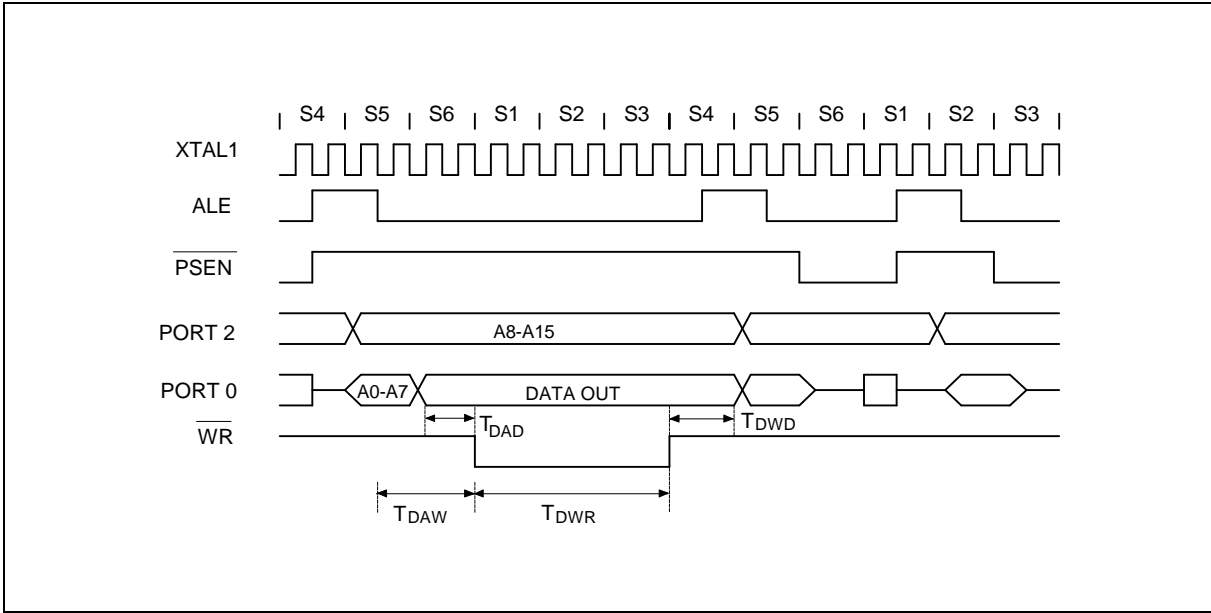 S4 S5 S6 S1 S2 S3 S4 S5 S6 S1 S2 S3
XTAL1
ALE
PSEN
PORT 2 A8-A15
PORT 0 A0-A7 DATA OUT
TDAD TDWD
WR
TDAW TDWR